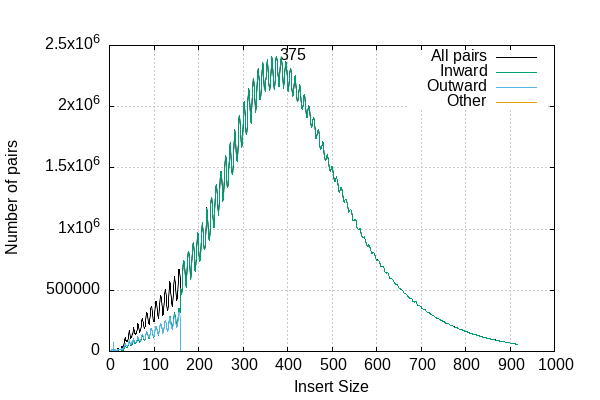 2.5x10⁶
2x10⁶
1.5x10⁶
1x10⁶
500000
0
Number of pairs
375
All pairs
Inward
Outward
Other
0 100 200 300 400 500 600 700 800 900 1000
Insert Size